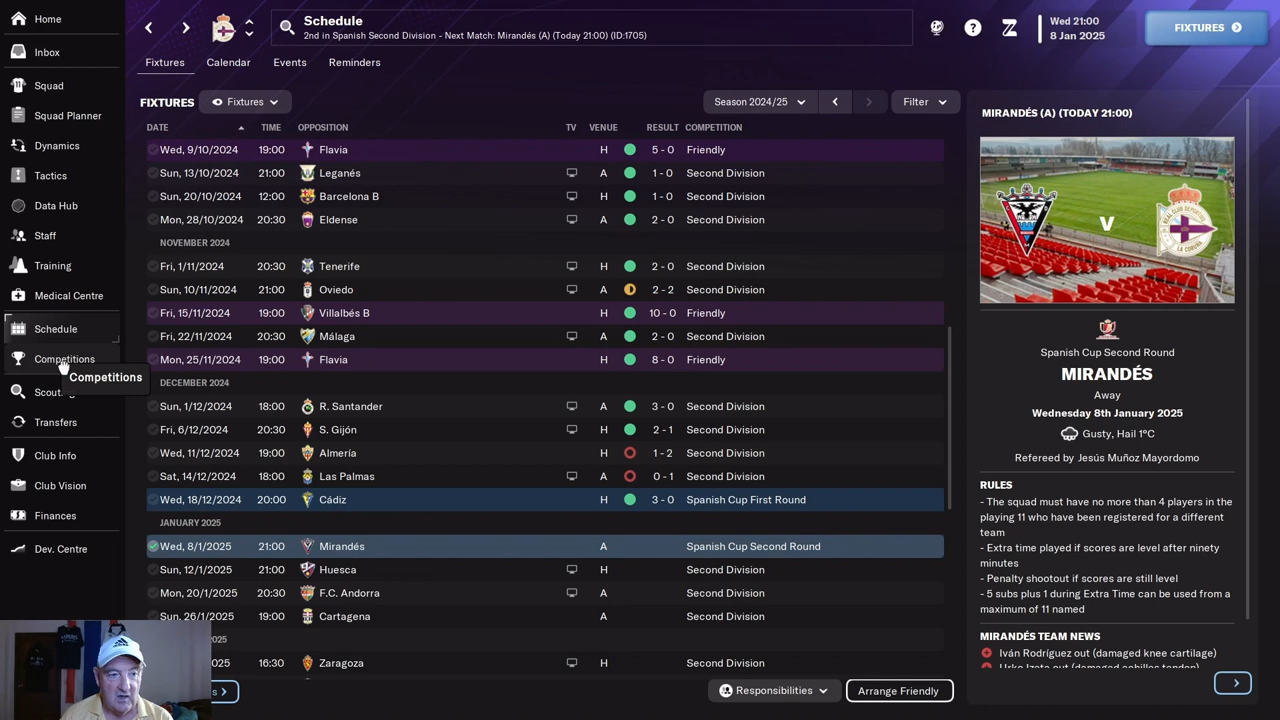 Home
Inbox
Squad
Squad Planner
Dynamics
Tactics
Data Hub
Staff
Training
Medical Centre
Schedule
Competitions
Competitions
Scouting
Transfers
Club Info
Club Vision
Finances
Dev. Centre
Schedule
2nd in Spanish Second Division - Next Match: Mirandés (A) (Today 21:00) (ID:1705)
Wed 21:00
8 Jan 2025
FIXTURES
Fixtures Calendar Events Reminders
FIXTURES Fixtures Season 2024/25 Filter
DATE TIME OPPOSITION TV VENUE RESULT COMPETITION
Wed, 9/10/2024 19:00 Flavia H 5 - 0 Friendly
Sun, 13/10/2024 21:00 Leganés A 1 - 0 Second Division
Sun, 20/10/2024 12:00 Barcelona B H 1 - 0 Second Division
Mon, 28/10/2024 20:30 Eldense A 2 - 0 Second Division
NOVEMBER 2024
Fri, 1/11/2024 20:30 Tenerife H 2 - 0 Second Division
Sun, 10/11/2024 21:00 Oviedo A 2 - 2 Second Division
Fri, 15/11/2024 19:00 Villalbés B H 10 - 0 Friendly
Fri, 22/11/2024 20:30 Málaga A 2 - 0 Second Division
Mon, 25/11/2024 19:00 Flavia H 8 - 0 Friendly
DECEMBER 2024
Sun, 1/12/2024 18:00 R. Santander A 3 - 0 Second Division
Fri, 6/12/2024 20:30 S. Gijón H 2 - 1 Second Division
Wed, 11/12/2024 19:00 Almería H 1 - 2 Second Division
Sat, 14/12/2024 18:00 Las Palmas A 0 - 1 Second Division
Wed, 18/12/2024 20:00 Cádiz H 3 - 0 Spanish Cup First Round
JANUARY 2025
Wed, 8/1/2025 21:00 Mirandés A Spanish Cup Second Round
Sun, 12/1/2025 21:00 Huesca H Second Division
Mon, 20/1/2025 20:30 F.C. Andorra A Second Division
Sun, 26/1/2025 19:00 Cartagena A Second Division
2025
2025 16:30 Zaragoza H Second Division
Responsibilities Arrange Friendly
MIRANDÉS (A) (TODAY 21:00)
V
Spanish Cup Second Round
MIRANDÉS
Away
Wednesday 8th January 2025
Gusty, Hail 1°C
Refereed by Jesús Muñoz Mayordomo
RULES
- The squad must have no more than 4 players in the
playing 11 who have been registered for a different
team
- Extra time played if scores are level after ninety
minutes
- Penalty shootout if scores are still level
- 5 subs plus 1 during Extra Time can be used from a
maximum of 11 named
MIRANDÉS TEAM NEWS
Iván Rodríguez out (damaged knee cartilage)
Urko Izeta out (damaged achilles tendon)